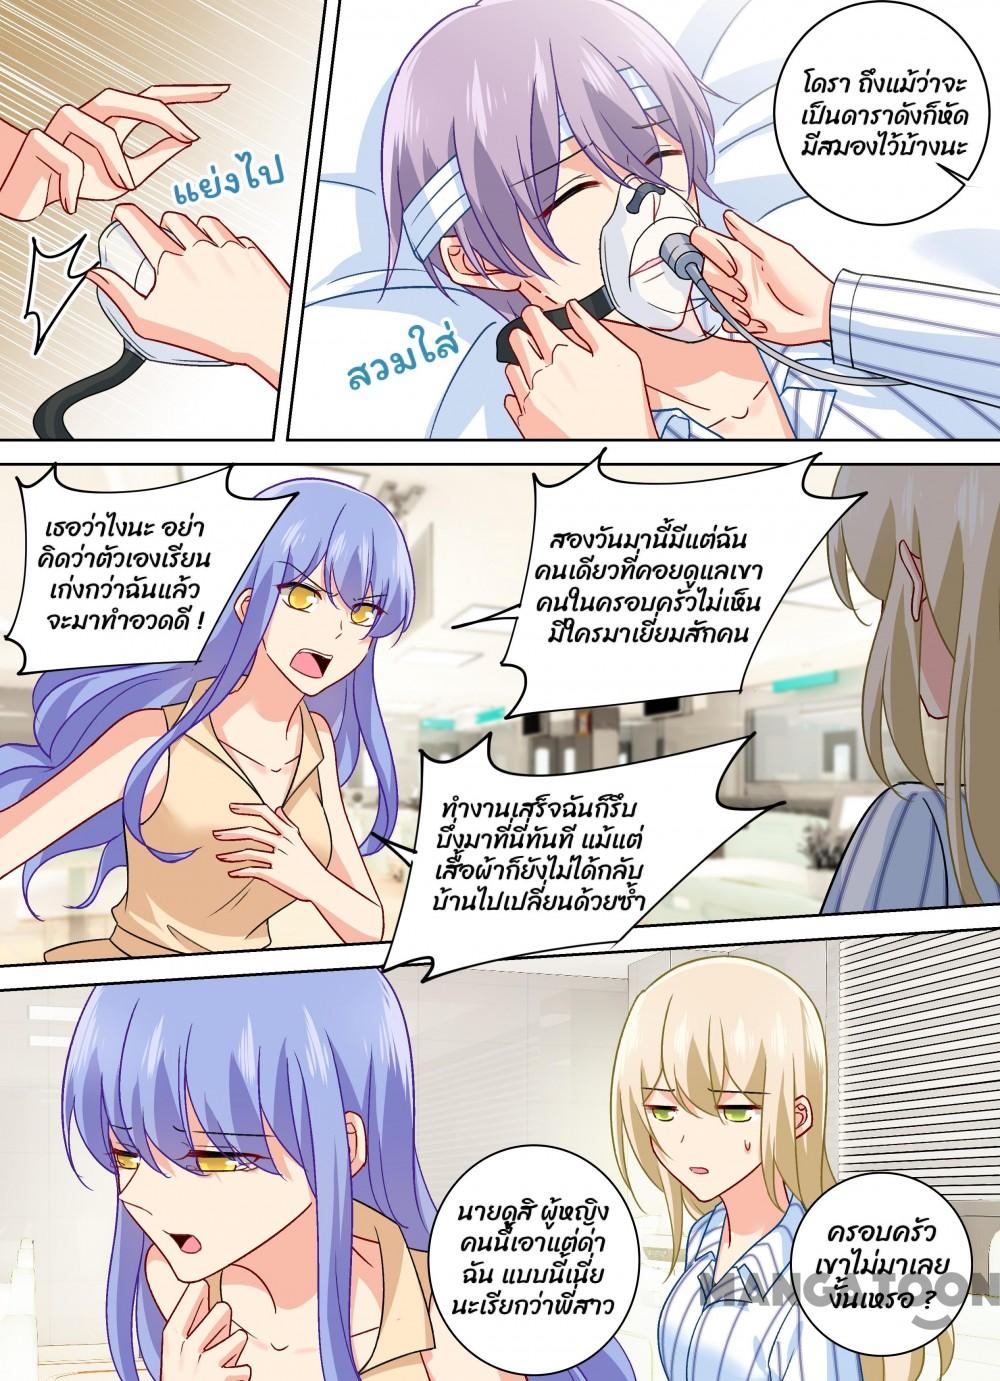 แย่งไป
โดรา ถึงแม้ว่าจะ
เป็นดาราดังก็หัด
มีสมองไว้บ้างนะ
สวมใส่
เธอว่าไงนะ อย่า
คิดว่าตัวเองเรียน
เก่งกว่าฉันแล้ว
จะมาทำอวดดี !
สองวันมานี้มีแต่ฉัน
คนเดียวที่คอยดูแลเขา
คนในครอบครัวไม่เห็น
มีใครมาเยี่ยมสักคน
ทำงานเสร็จฉันก็รีบ
บึ่งมาที่นี่ทันที แม้แต่
เสื้อผ้าก็ยังไม่ได้กลับ
บ้านไปเปลี่ยนด้วยซ้ำ
นายดูสิ ผู้หญิง
คนนี้เอาแต่ด่า
ฉัน แบบนี้เนี่ย
นะเรียกว่าพี่สาว
ครอบครัว
เขาไม่มาเลย
งั้นเหรอ ?
MANGATOON